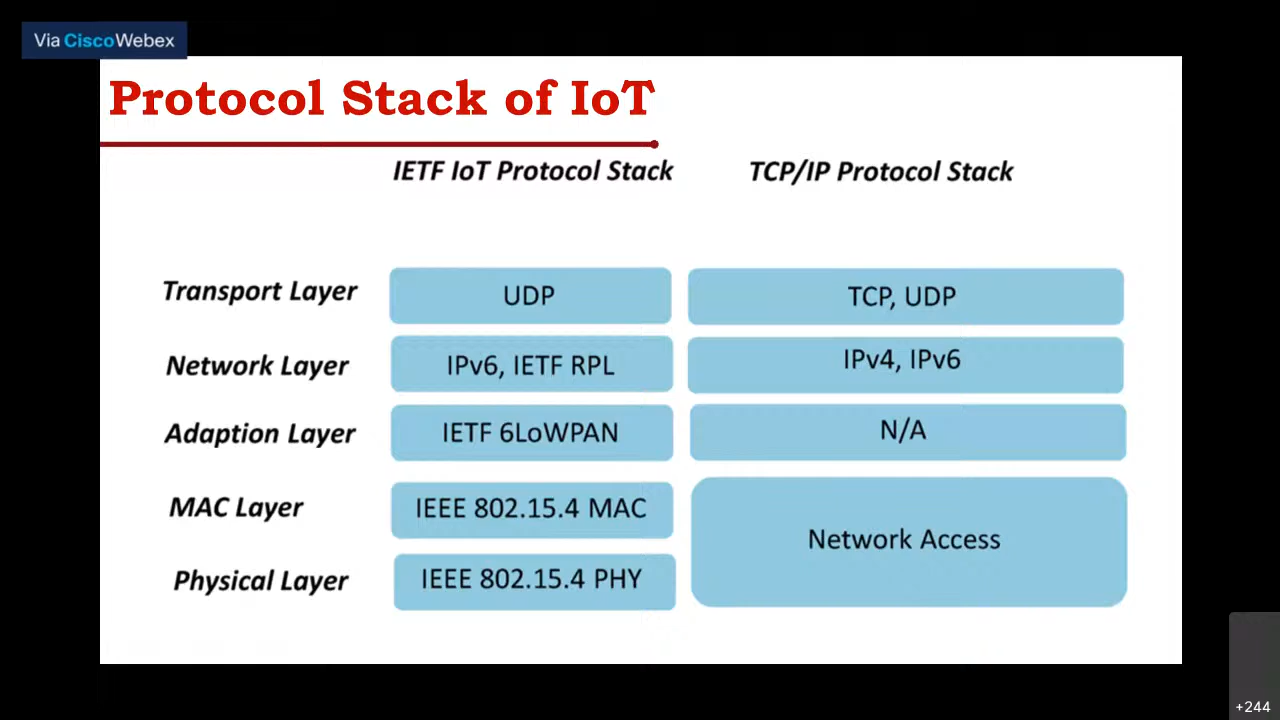 Via CiscoWebex
Protocol Stack of IoT
IETF IoT Protocol Stack
TCP/IP Protocol Stack
Transport Layer
UDP
TCP, UDP
Network Layer
IPv6, IETF RPL
IPv4, IPv6
Adaption Layer
IETF 6LoWPAN
N/A
MAC Layer
IEEE 802.15.4 MAC
Network Access
Physical Layer
IEEE 802.15.4 PHY
+244